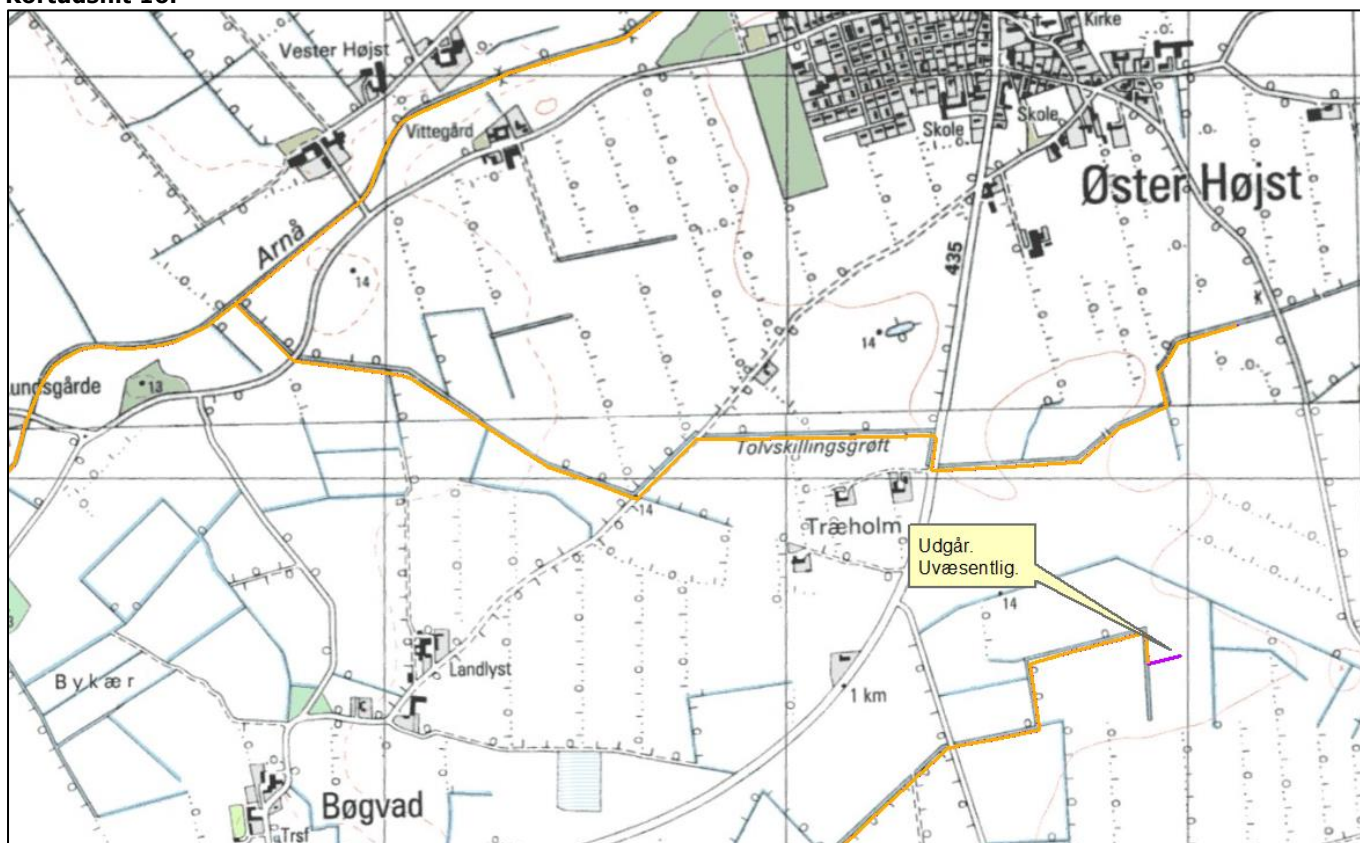 Kortudsnit 10.
Kirke
Vester Højst
Vittegård
Skole
Skole
Øster Højst
Arnå
14
435
K
14
13
undsgårde
Tolvskillingsgrøft
14
Træholm
Udgår.
Uvæsentlig.
14
Bykær
Landlyst
1 km
Bøgvad
Trsf